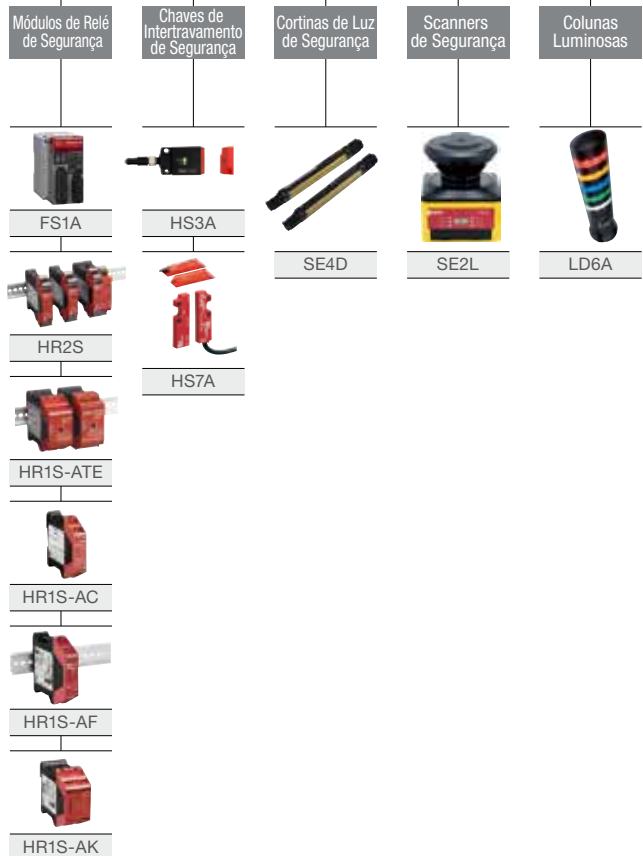 Módulos de Relé
de Segurança
Chaves de
Intertravamento
de Segurança
Cortinas de Luz
de Segurança
Scanners
de Segurança
Colunas
Luminosas
FS1A
HS3A
SE4D
SE2L
LD6A
HR2S
HS7A
HR1S-ATE
HR1S-AC
HR1S-AF
HR1S-AK